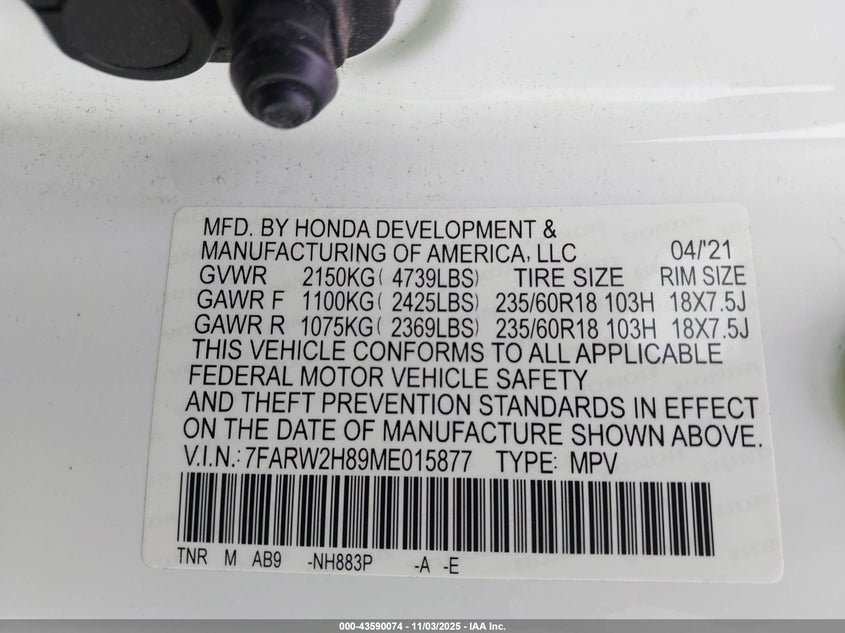 MFD. BY HONDA DEVELOPMENT &
MANUFACTURING OF AMERICA, LLC 04/'21
GVWR 2150KG( 4739LBS) TIRE SIZE RIM SIZE
GAWR F 1100KG( 2425LBS) 235/60R18 103H 18X7.5J
GAWR R 1075KG( 2369LBS) 235/60R18 103H 18X7.5J
THIS VEHICLE CONFORMS TO ALL APPLICABLE
FEDERAL MOTOR VEHICLE SAFETY
AND THEFT PREVENTION STANDARDS IN EFFECT
ON THE DATE OF MANUFACTURE SHOWN ABOVE.
V.I.N.: 7FARW2H89ME015877 TYPE: MPV
TNR M AB9 -NH883P -A -E
000-43590074 - 11/03/2025 - IAA Inc.